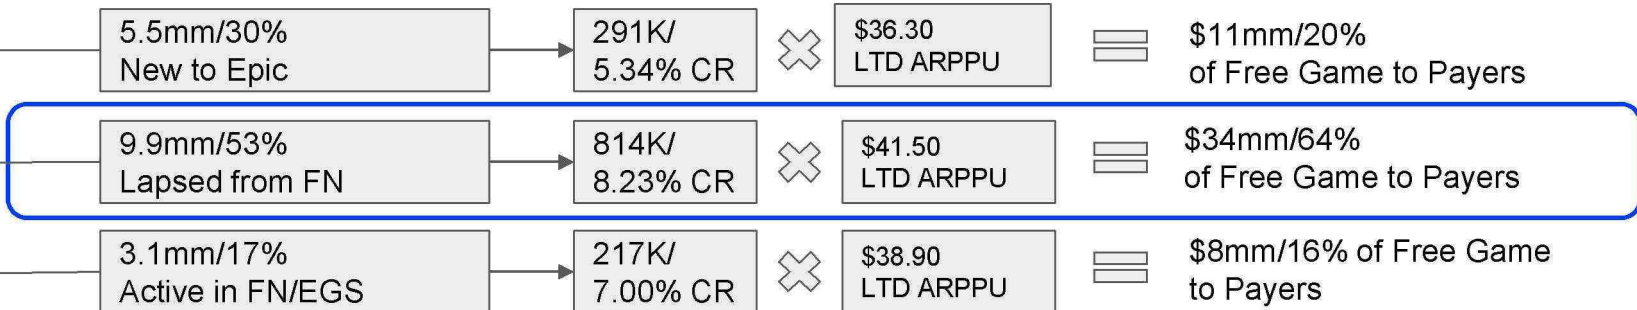 5.5mm/30%
New to Epic
291K/
5.34% CR
$36.30
LTD ARPPU
$11mm/20%
of Free Game to Payers
9.9mm/53%
Lapsed from FN
814K/
8.23% CR
$41.50
LTD ARPPU
$34mm/64%
of Free Game to Payers
3.1mm/17%
Active in FN/EGS
217K/
7.00% CR
$38.90
LTD ARPPU
$8mm/16% of Free Game
to Payers